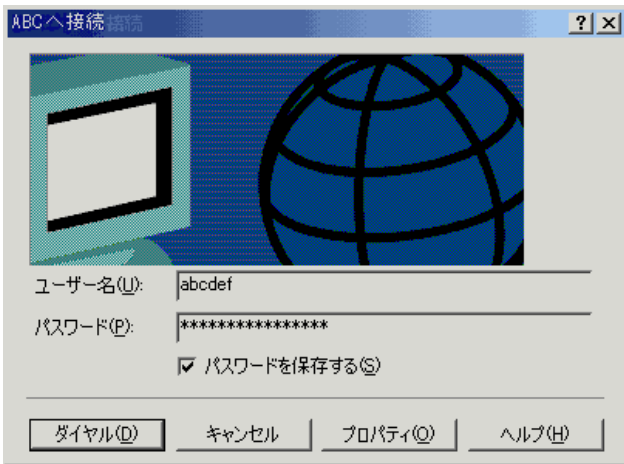 ABCへ接続
ユーザー名(U): abcdef
パスワード(P): ****************
パスワードを保存する(S)
ダイヤル(D) キャンセル プロパティ(O) ヘルプ(H)